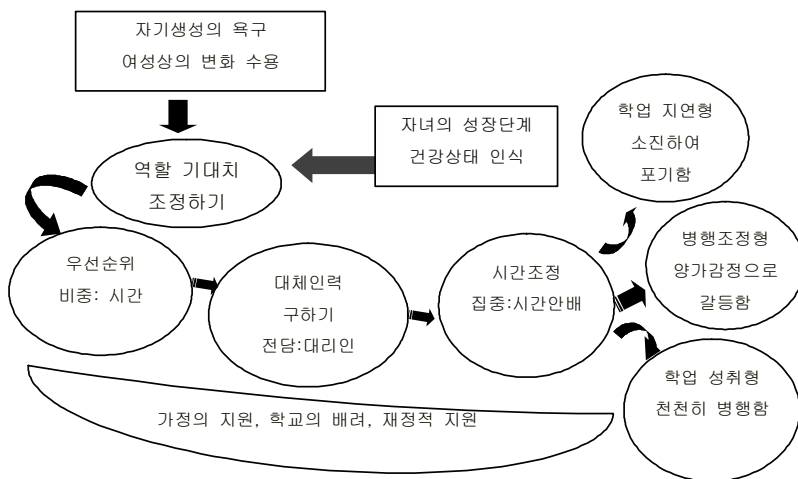 자기생성의 욕구
여성상의 변화 수용
자녀의 성장단계
건강상태 인식
학업 지연형
소진하여
포기함
역할 기대치
조정하기
우선순위
비중: 시간
대체인력
구하기
전담:대리인
시간조정
집중:시간안배
병행조정형
양가감정으로
갈등함
학업 성취형
천천히 병행함
가정의 지원, 학교의 배려, 재정적 지원